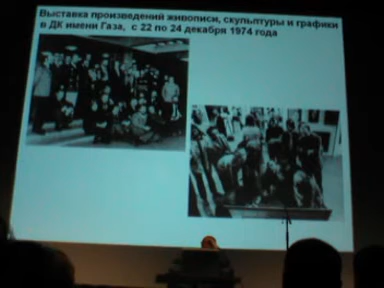 Выставка произведений живописи, скульптуры и графики
в ДК имени Газа, с 22 по 24 декабря 1974 года